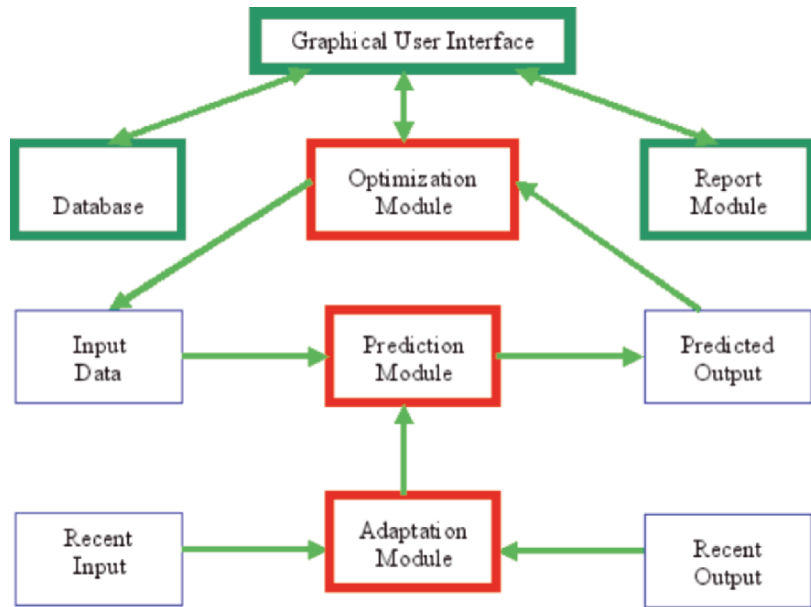 Graphical User Interface
Database
Optimization
Module
Report
Module
Input
Data
Prediction
Module
Predicted
Output
Recent
Input
Adaptation
Module
Recent
Output